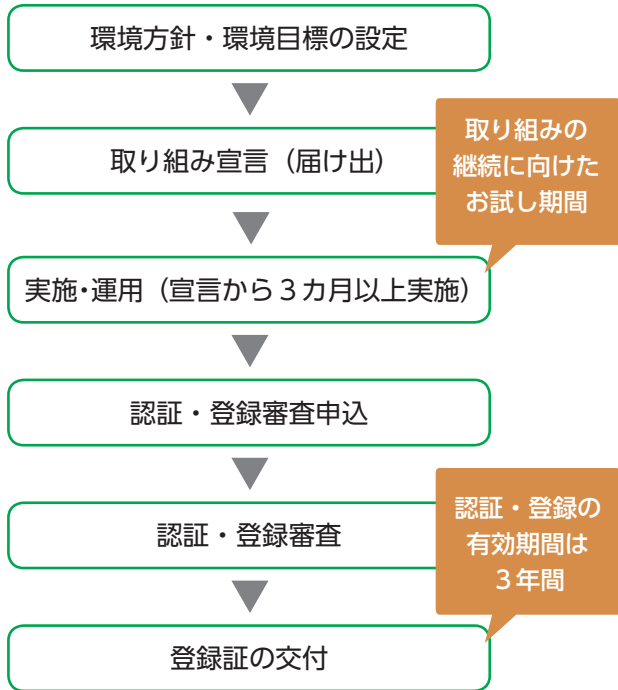 環境方針・環境目標の設定
取り組み宣言（届け出）
取り組みの
継続に向けた
お試し期間
実施・運用（宣言から３カ月以上実施）
認証・登録審査申込
認証・登録審査
認証・登録の
有効期間は
３年間
登録証の交付